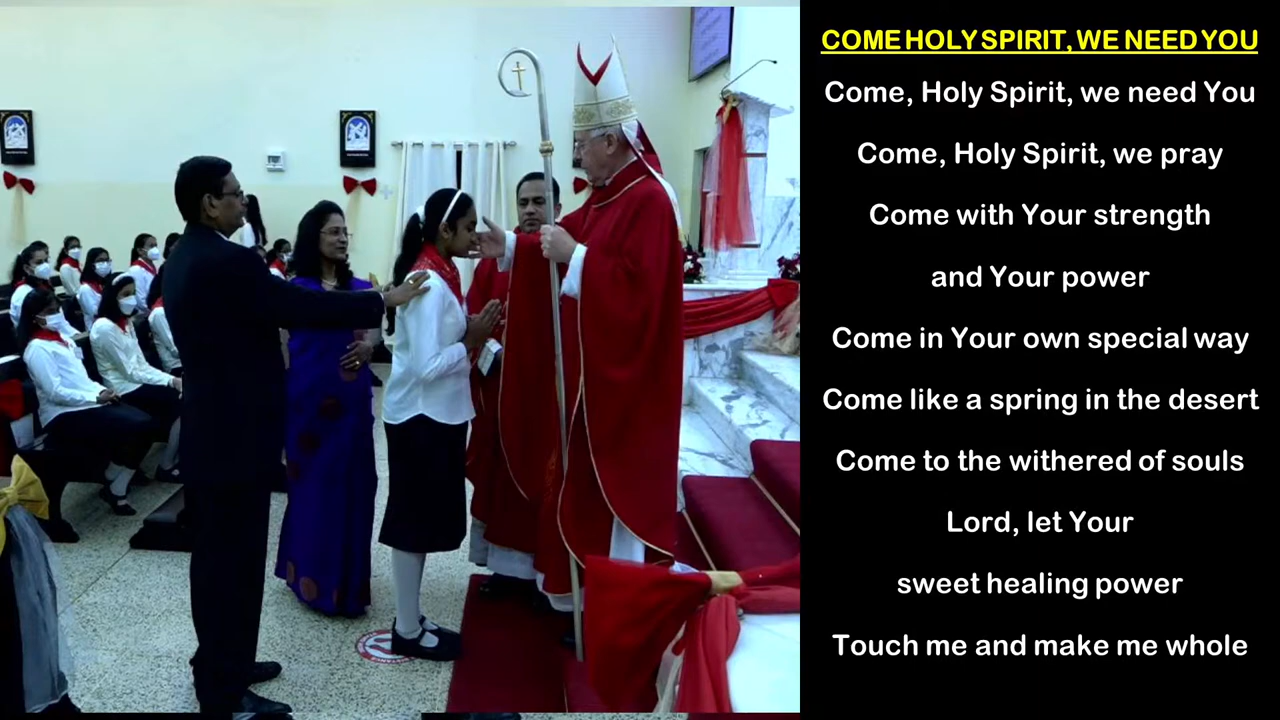 COME HOLY SPIRIT, WE NEED YOU
Come, Holy Spirit, we need You
Come, Holy Spirit, we pray
Come with Your strength
and Your power
Come in Your own special way
Come like a spring in the desert
Come to the withered of souls
Lord, let Your
sweet healing power
Touch me and make me whole